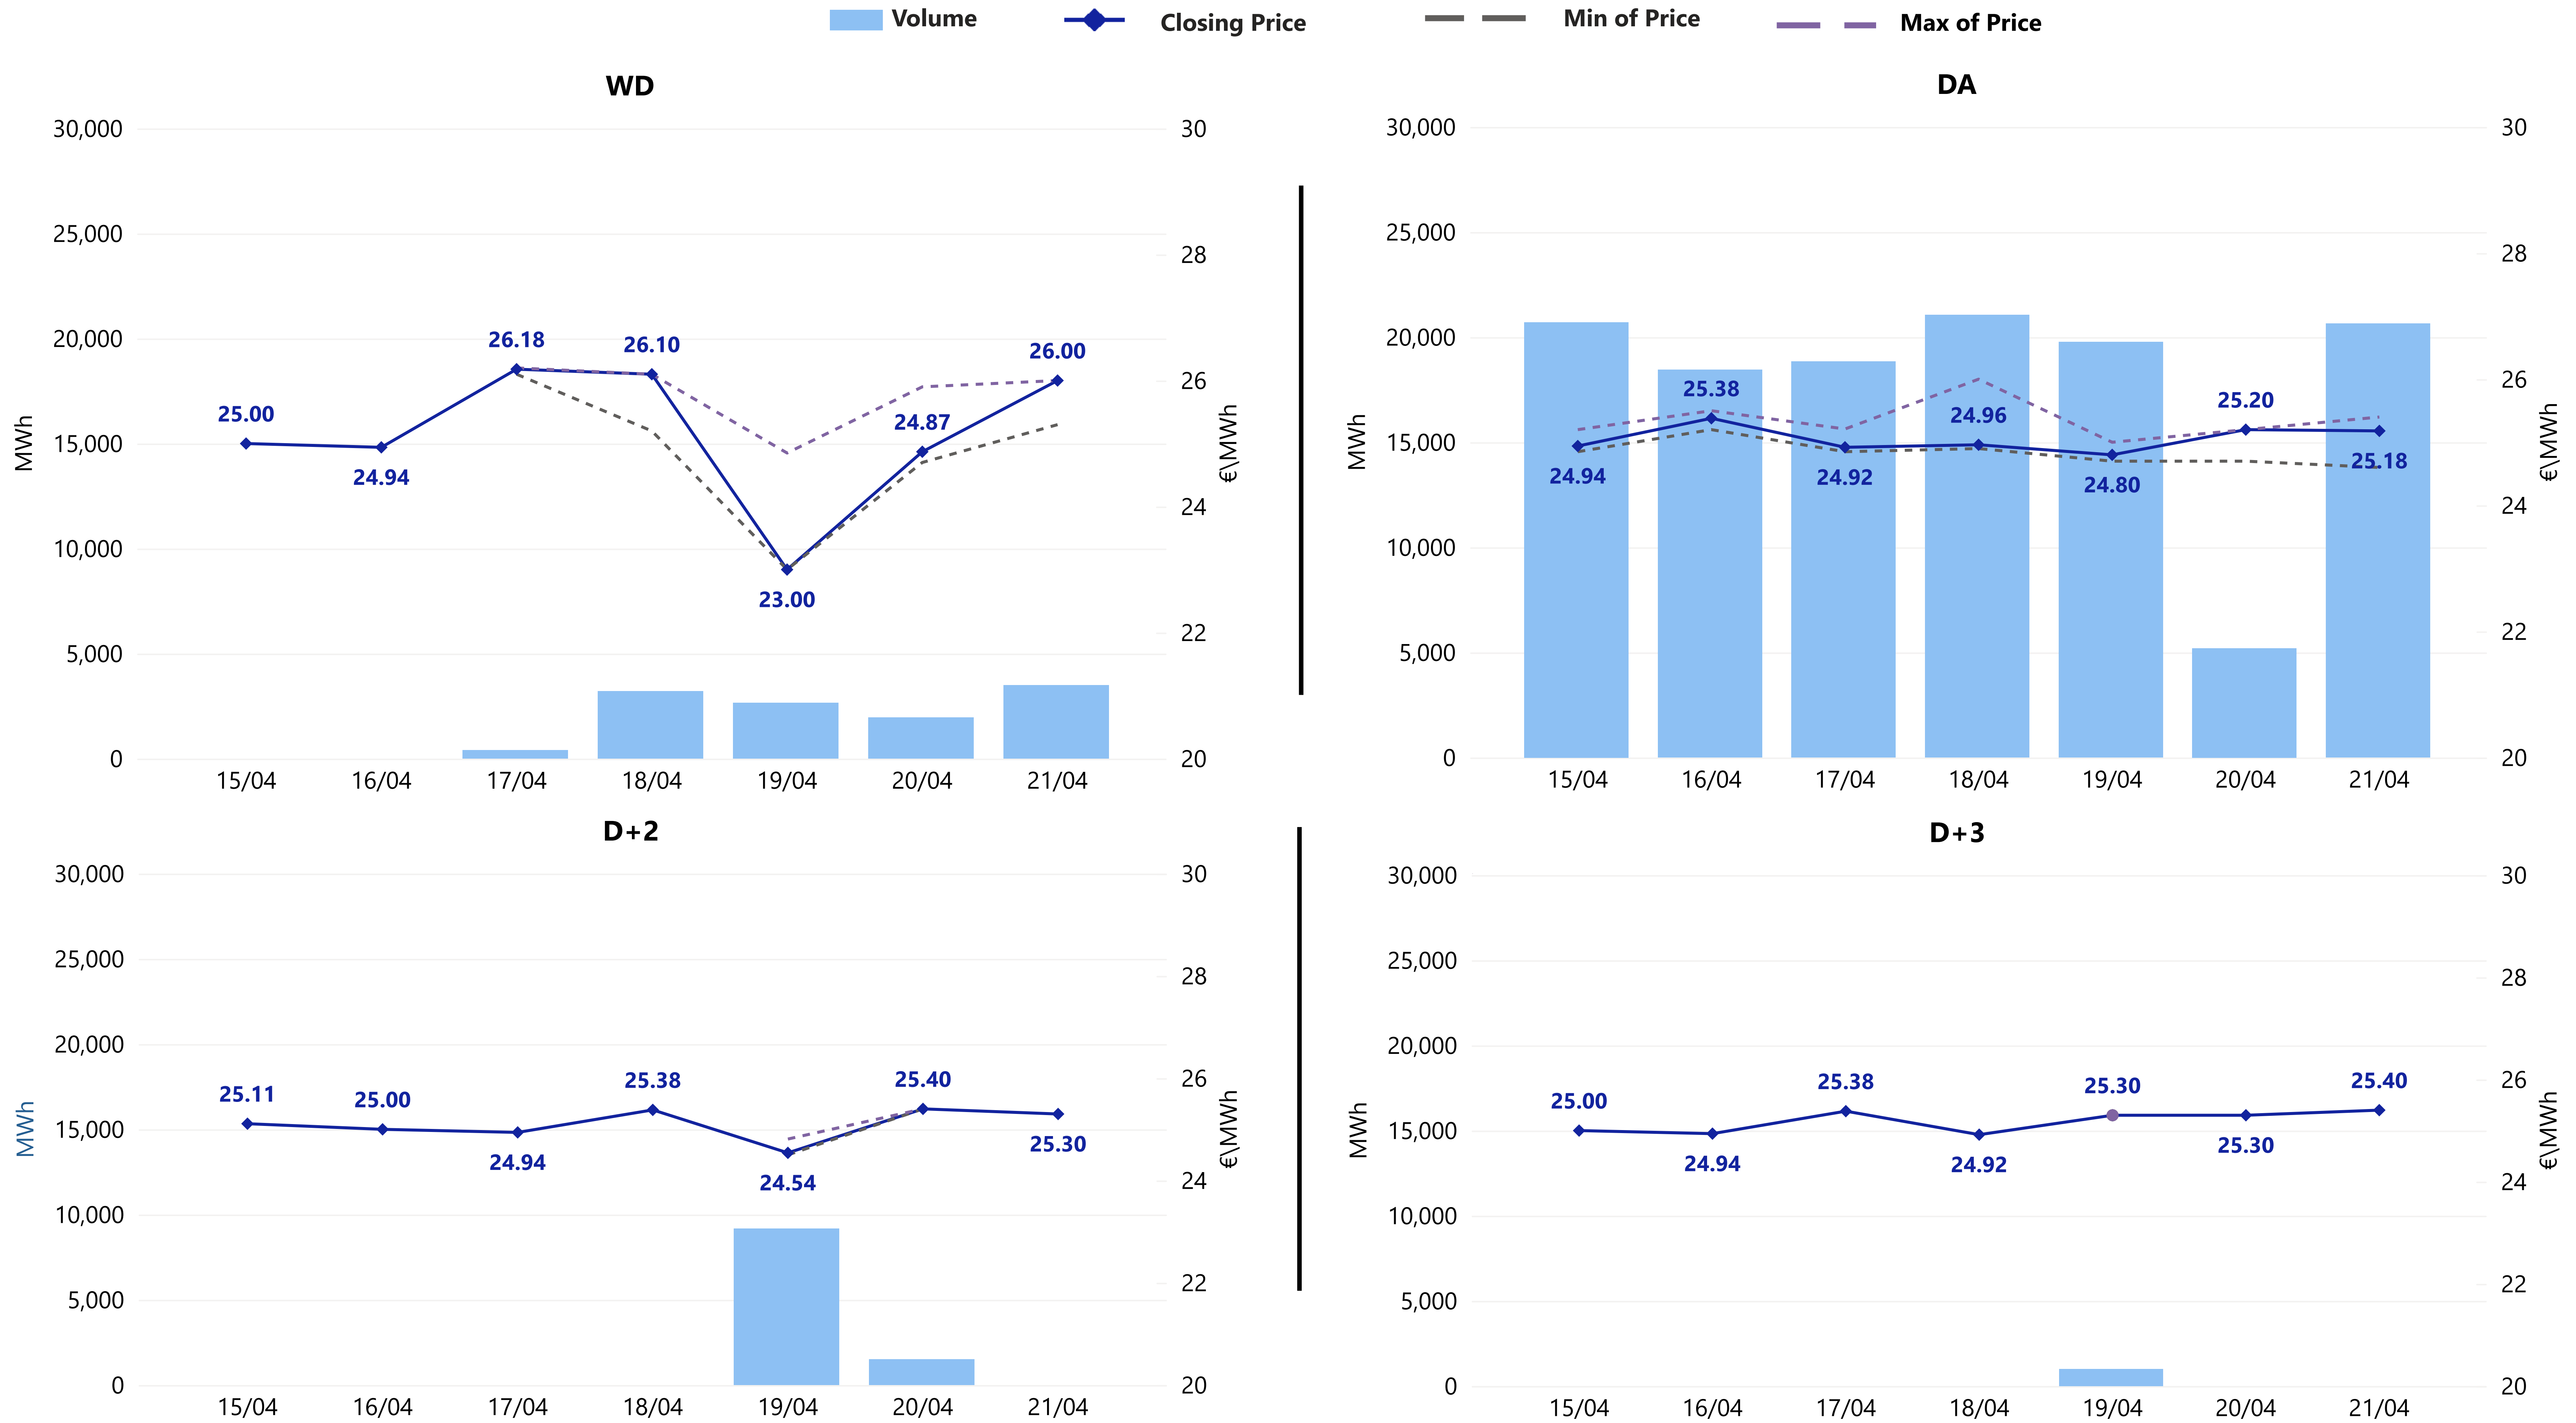 Volume Closing Price Min of Price Max of Price
WD
30,000 30
25,000
28
26.18 26.10 26.00
20,000
26
25.00 24.87
MWh 15,000 €\MWh
24.94
24
10,000
23.00
22
5,000
0 20
15/04 16/04 17/04 18/04 19/04 20/04 21/04
DA
30,000 30
25,000
28
20,000
26
25.38 24.96 25.20
MWh 15,000 €\MWh
24.94 24.92 24.80 25.18
24
10,000
22
5,000
0 20
15/04 16/04 17/04 18/04 19/04 20/04 21/04
D+2
30,000 30
25,000
28
20,000
26
25.11 25.00 25.38 25.40
MWh 15,000 €\MWh
24.94 24.54 25.30
24
10,000
22
5,000
0 20
15/04 16/04 17/04 18/04 19/04 20/04 21/04
D+3
30,000 30
25,000
28
20,000
26
25.00 25.38 25.30 25.40
MWh 15,000 €\MWh
24.94 24.92 25.30
24
10,000
22
5,000
0 20
15/04 16/04 17/04 18/04 19/04 20/04 21/04